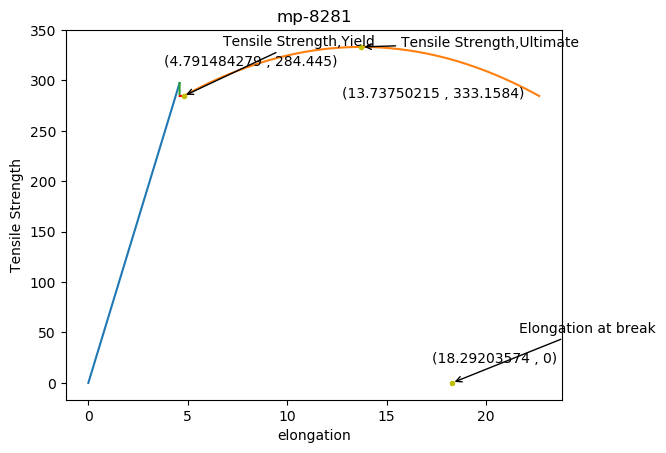 mp-8281
Tensile Strength,Yield
Tensile Strength,Ultimate
(4.791484279 , 284.445)
(13.73750215 , 333.1584)
Elongation at break
(18.29203574 , 0)
Tensile Strength
350
300
250
200
150
100
50
0
0
5
10
15
20
elongation